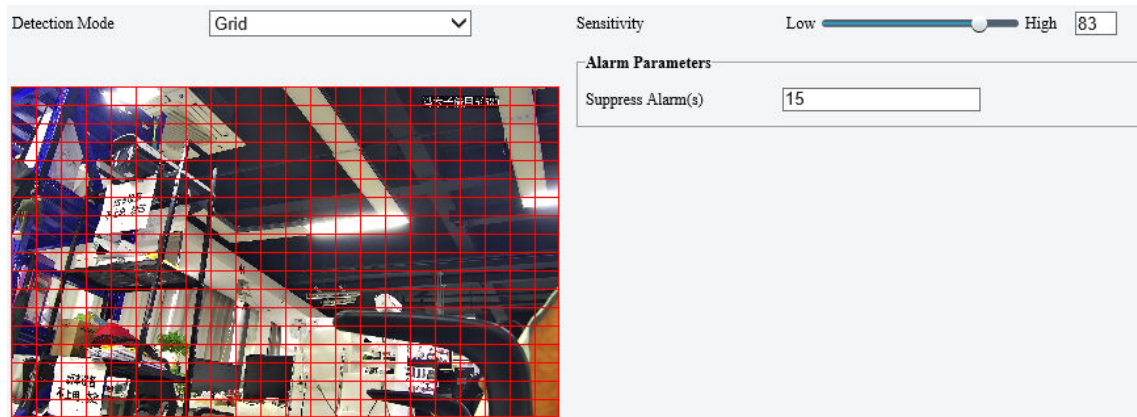 Detection Mode
Grid
Sensitivity
Low
High
83
Alarm Parameters
Suppress Alarm(s)
15